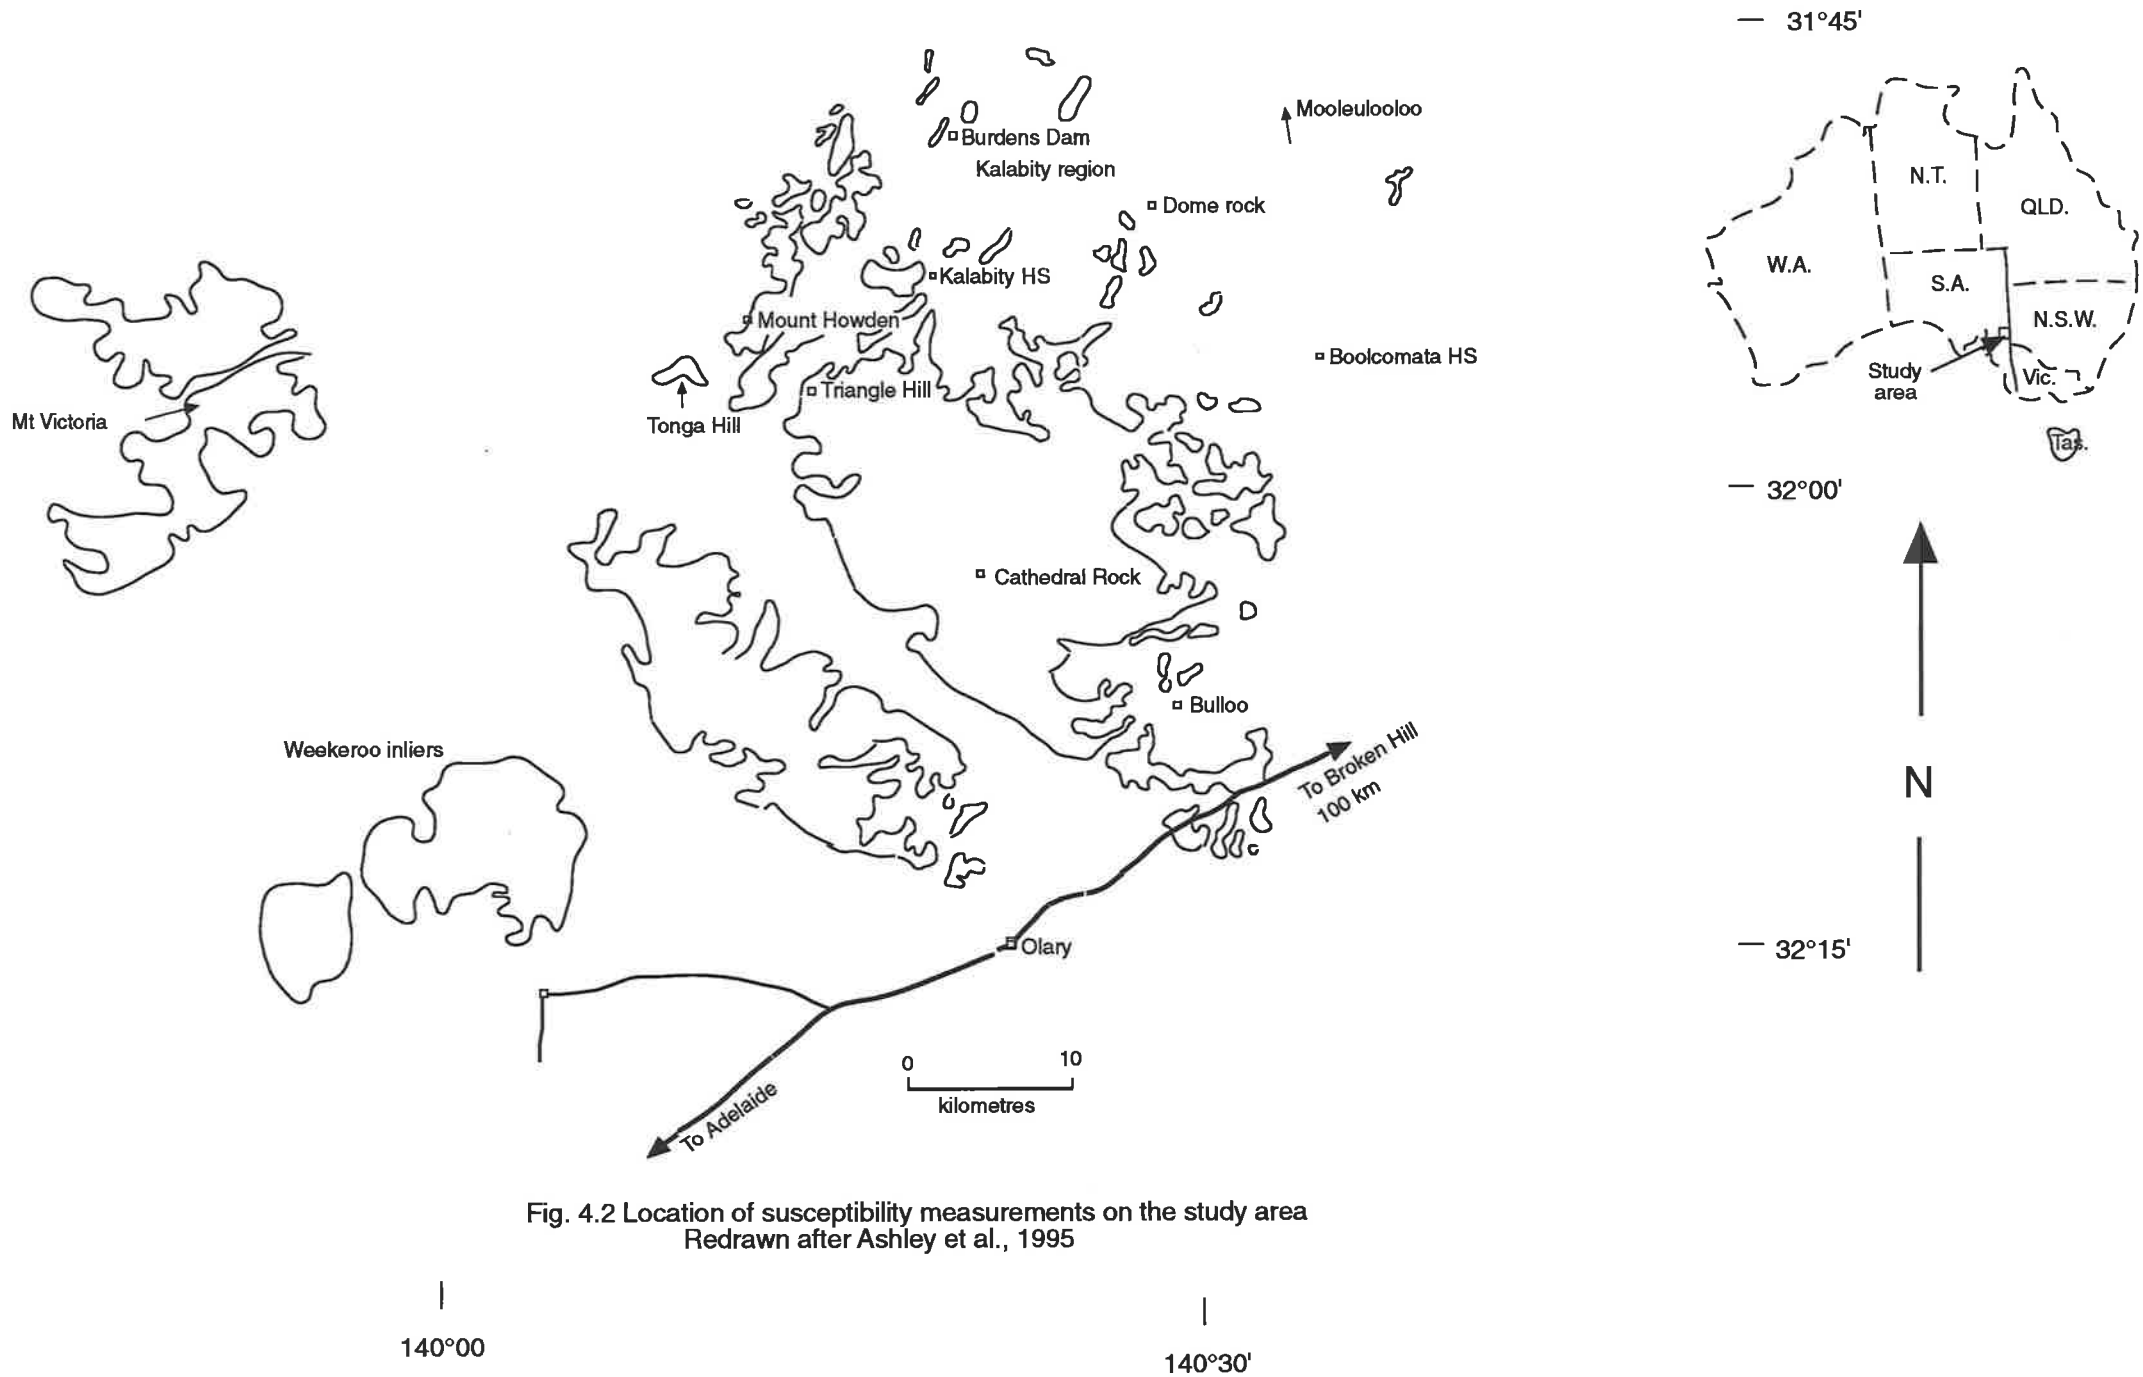 31°45'
Mooleulooloo
Burdens Dam
Kalabity region
N.T.
Dome rock
QLD.
W.A.
Kalabity HS
S.A.
Mount Howden
N.S.W.
Boolcomata HS
Study
area
Vic.
Triangle Hill
Mt Victoria
Tonga Hill
Tas.
32°00'
Cathedral Rock
Bulloo
Weekeroo inliers
To Broken Hill
100 km
N
Olary
32°15'
0 10
kilometres
To Adelaide
Fig. 4.2 Location of susceptibility measurements on the study area
Redrawn after Ashley et al., 1995
140°00
140°30'